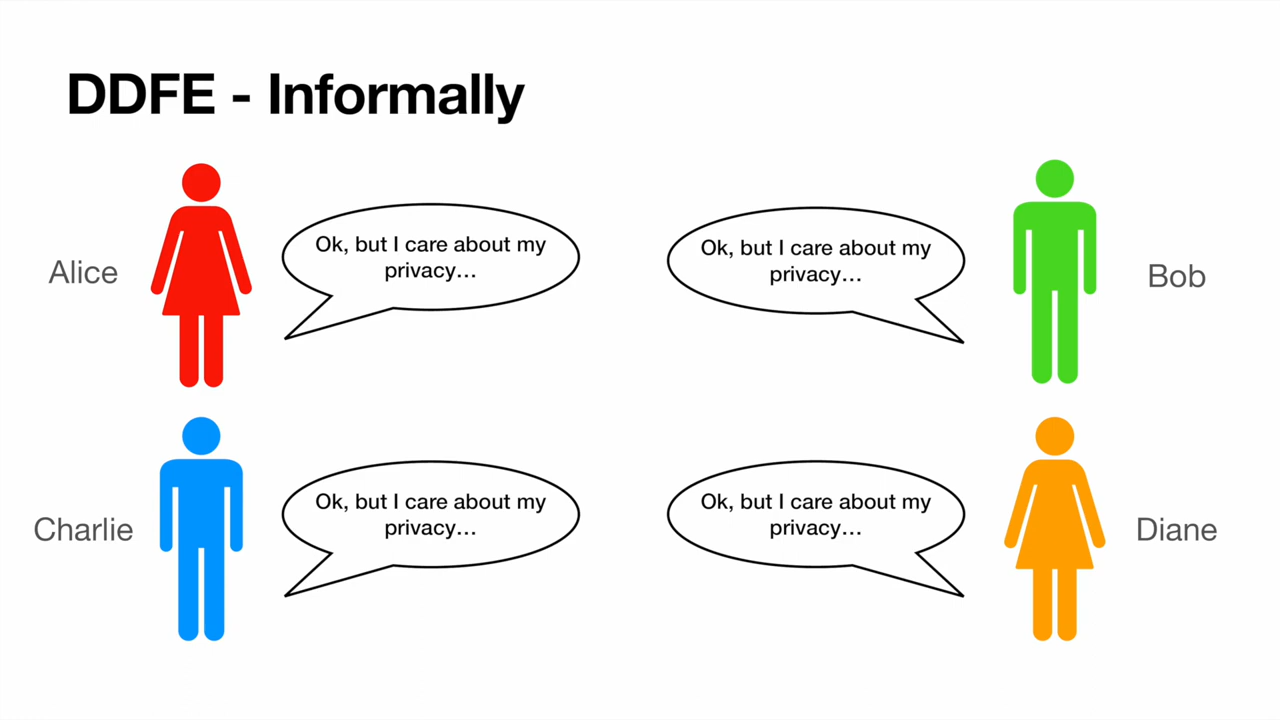 DDFE - Informally
Alice
Ok, but I care about my
privacy…
Ok, but I care about my
privacy…
Bob
Charlie
Ok, but I care about my
privacy…
Ok, but I care about my
privacy…
Diane